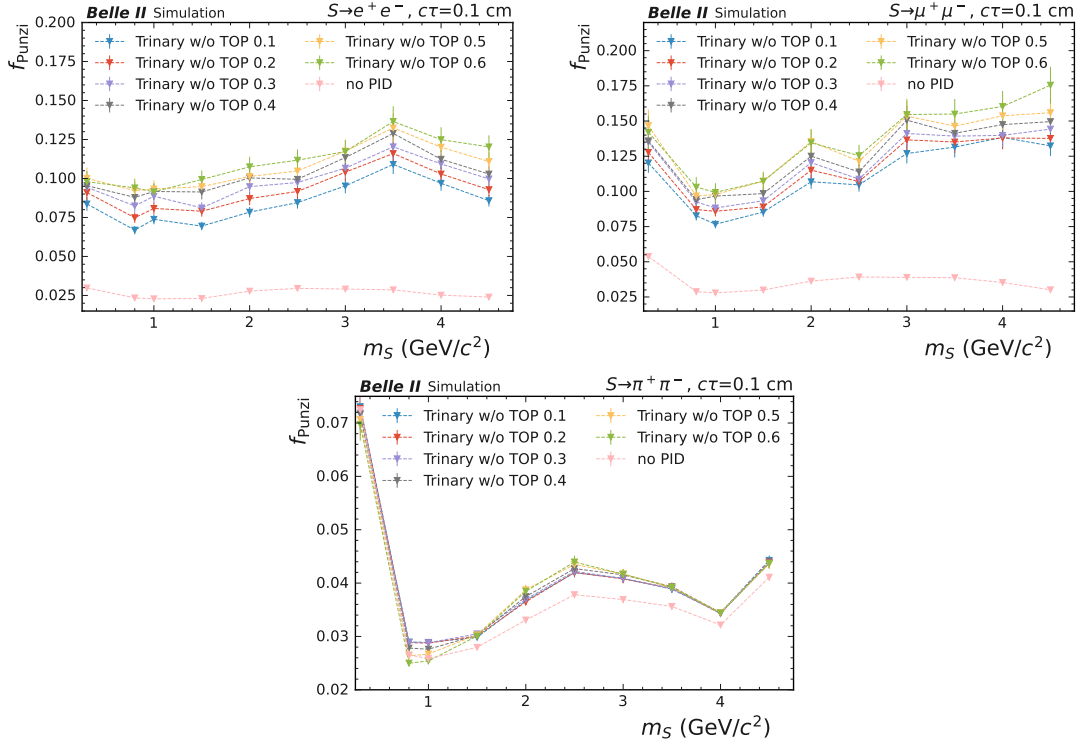 Belle II Simulation S→e⁺e⁻, cτ=0.1 cm
f_Punzi
0.200
0.175
0.150
0.125
0.100
0.075
0.050
0.025
Trinary w/o TOP 0.1
Trinary w/o TOP 0.2
Trinary w/o TOP 0.3
Trinary w/o TOP 0.4
Trinary w/o TOP 0.5
Trinary w/o TOP 0.6
no PID
1 2 3 4
m_S (GeV/c²)
Belle II Simulation S→μ⁺μ⁻, cτ=0.1 cm
f_Punzi
0.200
0.175
0.150
0.125
0.100
0.075
0.050
0.025
Trinary w/o TOP 0.1
Trinary w/o TOP 0.2
Trinary w/o TOP 0.3
Trinary w/o TOP 0.4
Trinary w/o TOP 0.5
Trinary w/o TOP 0.6
no PID
1 2 3 4
m_S (GeV/c²)
Belle II Simulation S→π⁺π⁻, cτ=0.1 cm
f_Punzi
0.07
0.06
0.05
0.04
0.03
0.02
Trinary w/o TOP 0.1
Trinary w/o TOP 0.2
Trinary w/o TOP 0.3
Trinary w/o TOP 0.4
Trinary w/o TOP 0.5
Trinary w/o TOP 0.6
no PID
1 2 3 4
m_S (GeV/c²)